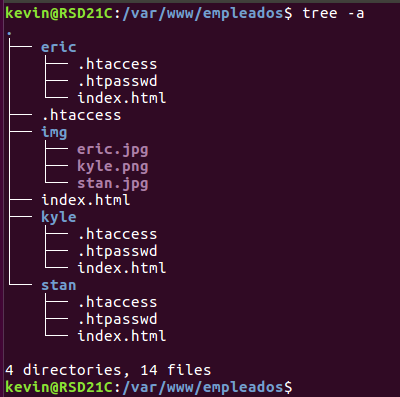 kevin@RSD21C:/var/www/empleados$ tree -a
.
├── eric
│   ├── .htaccess
│   ├── .htpasswd
│   └── index.html
├── .htaccess
├── img
│   ├── eric.jpg
│   ├── kyle.png
│   └── stan.jpg
├── index.html
├── kyle
│   ├── .htaccess
│   ├── .htpasswd
│   └── index.html
└── stan
    ├── .htaccess
    ├── .htpasswd
    └── index.html

4 directories, 14 files
kevin@RSD21C:/var/www/empleados$